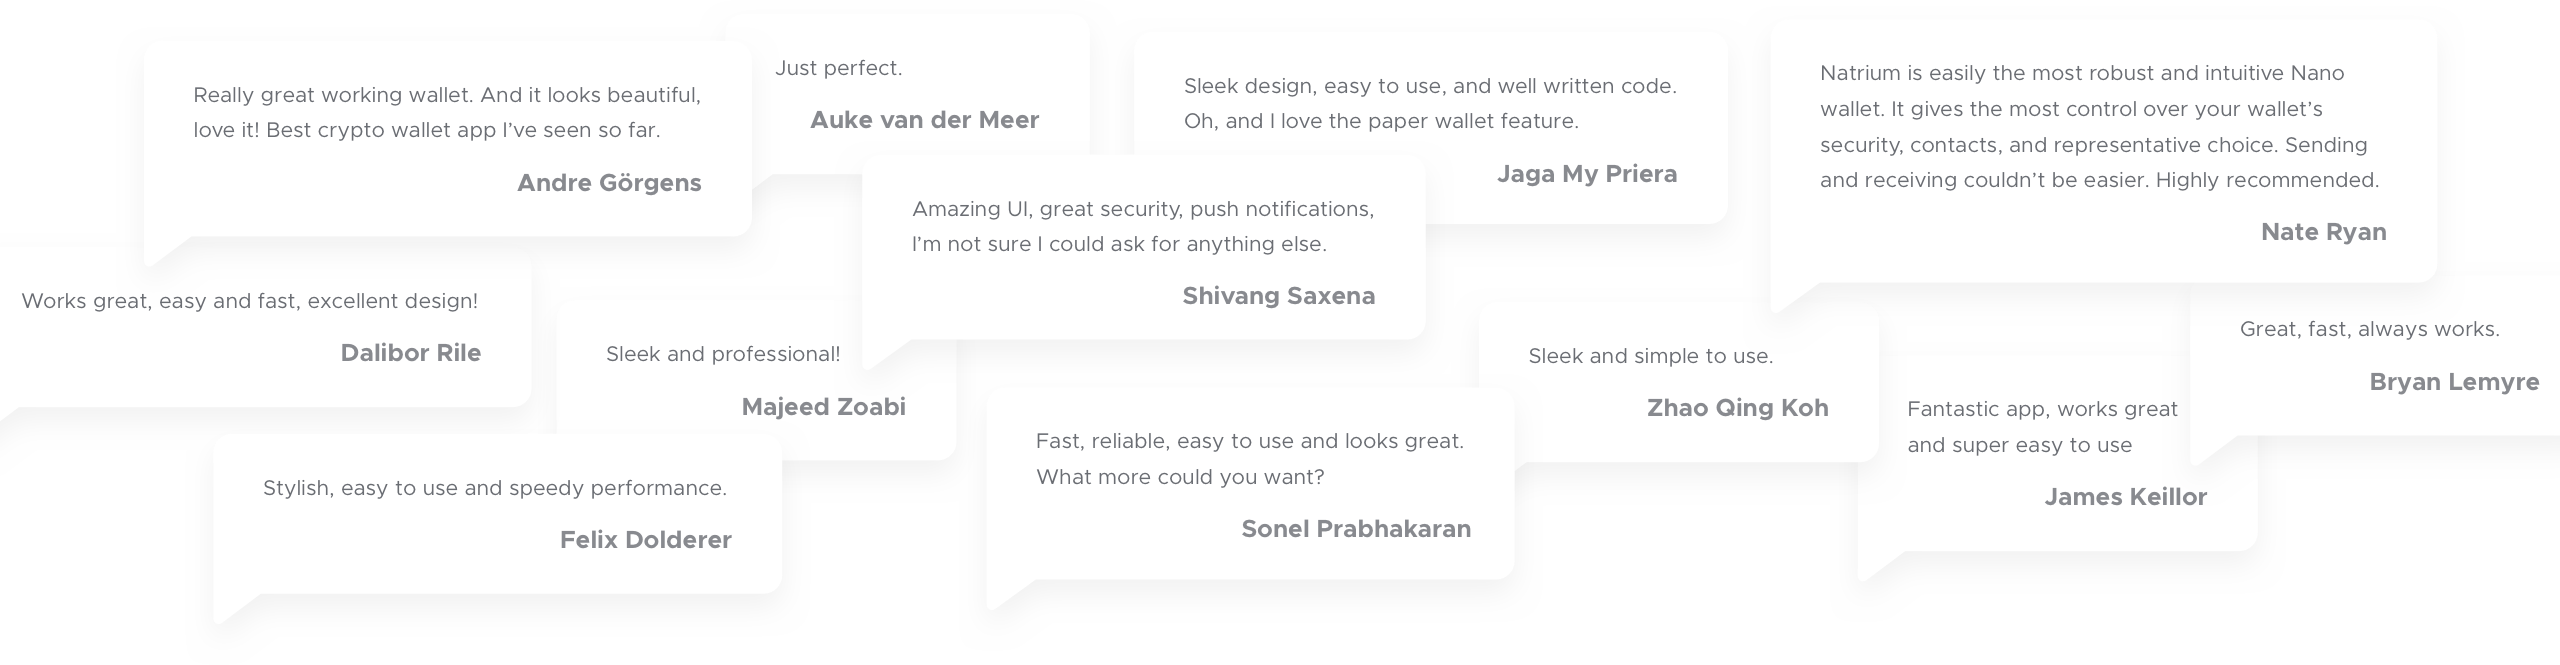 Really great working wallet. And it looks beautiful,
love it! Best crypto wallet app I’ve seen so far.
Andre Görgens
Just perfect.
Auke van der Meer
Sleek design, easy to use, and well written code.
Oh, and I love the paper wallet feature.
Jaga My Priera
Natrium is easily the most robust and intuitive Nano
wallet. It gives the most control over your wallet’s
security, contacts, and representative choice. Sending
and receiving couldn’t be easier. Highly recommended.
Nate Ryan
Amazing UI, great security, push notifications,
I’m not sure I could ask for anything else.
Shivang Saxena
Works great, easy and fast, excellent design!
Dalibor Rile
Sleek and professional!
Majeed Zoabi
Sleek and simple to use.
Zhao Qing Koh
Great, fast, always works.
Bryan Lemyre
Fantastic app, works great
and super easy to use
James Keillor
Fast, reliable, easy to use and looks great.
What more could you want?
Sonel Prabhakaran
Stylish, easy to use and speedy performance.
Felix Dolderer